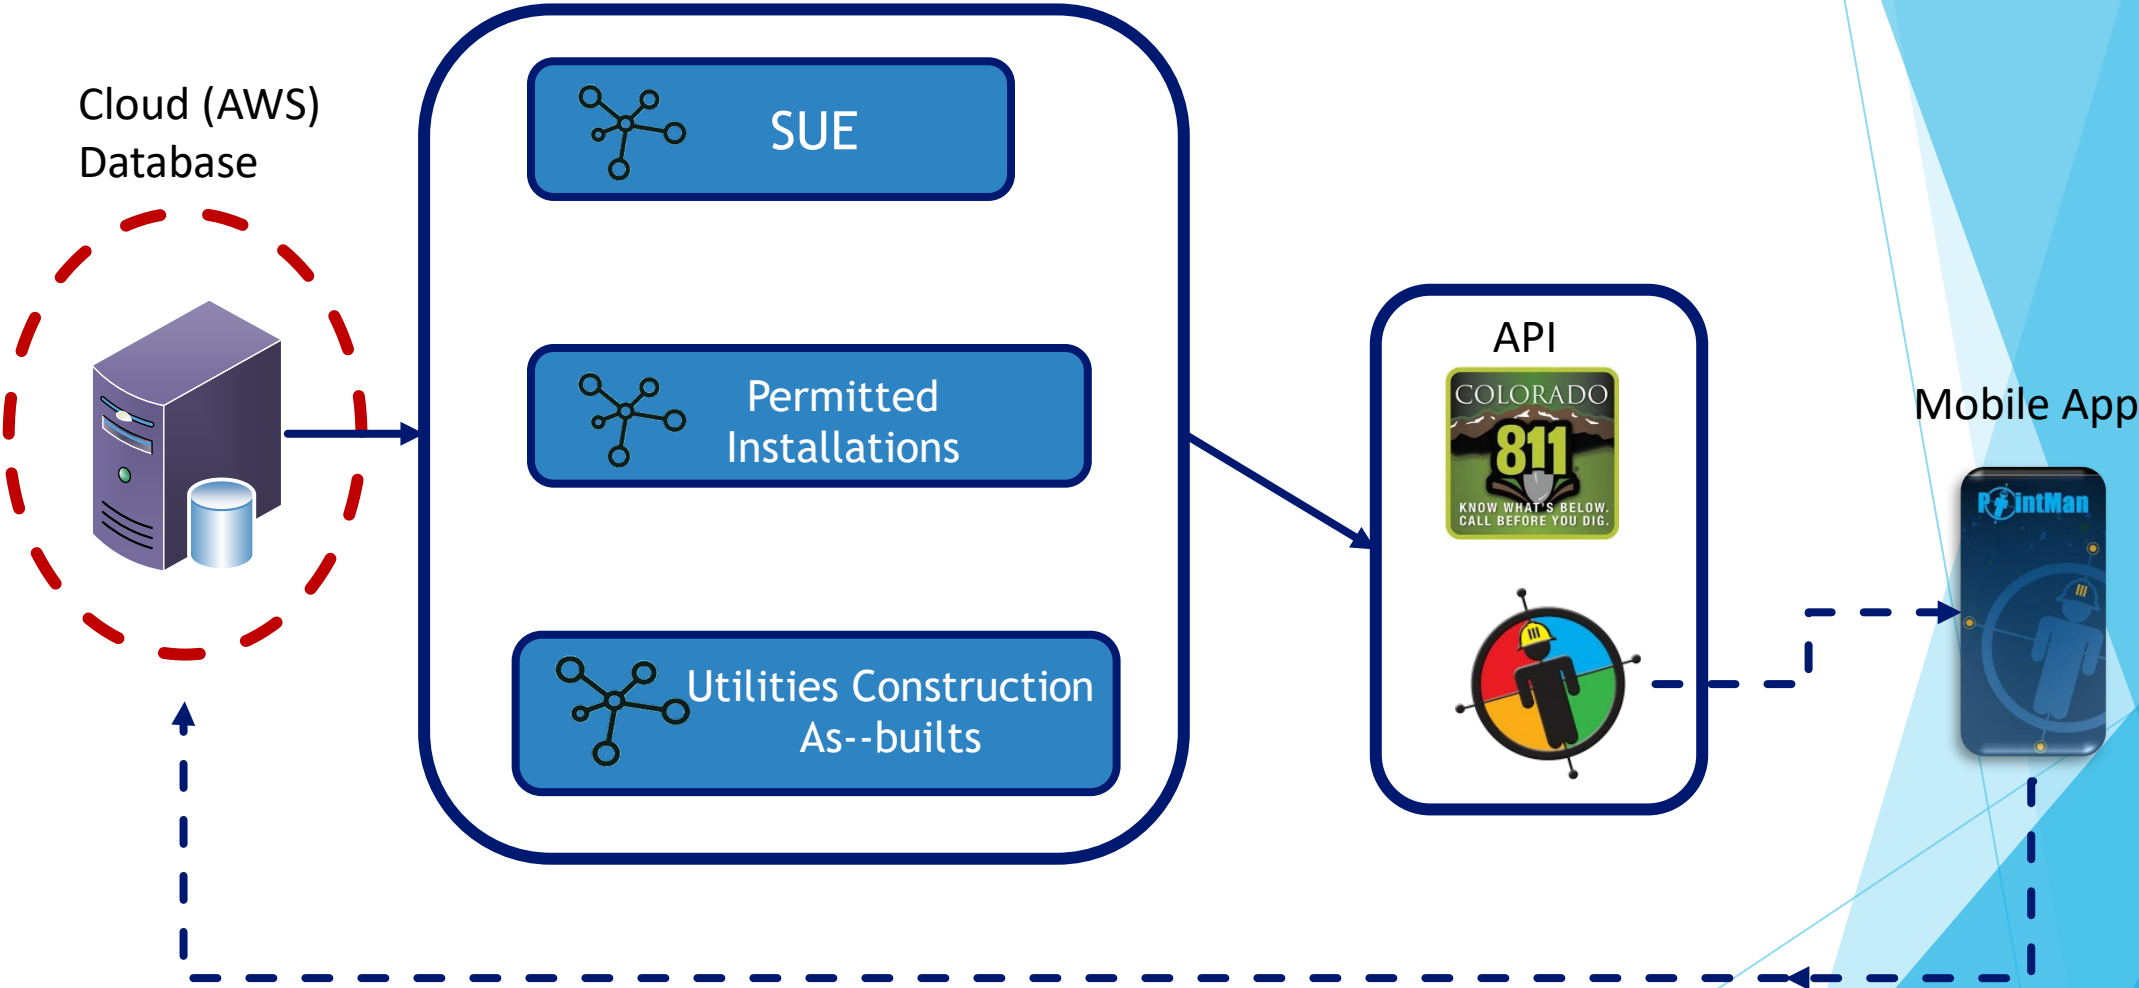 Cloud (AWS)
Database
SUE
Permitted
Installations
Utilities Construction
As--builts
API
COLORADO
811
KNOW WHAT'S BELOW.
CALL BEFORE YOU DIG.
Mobile App
PointMan